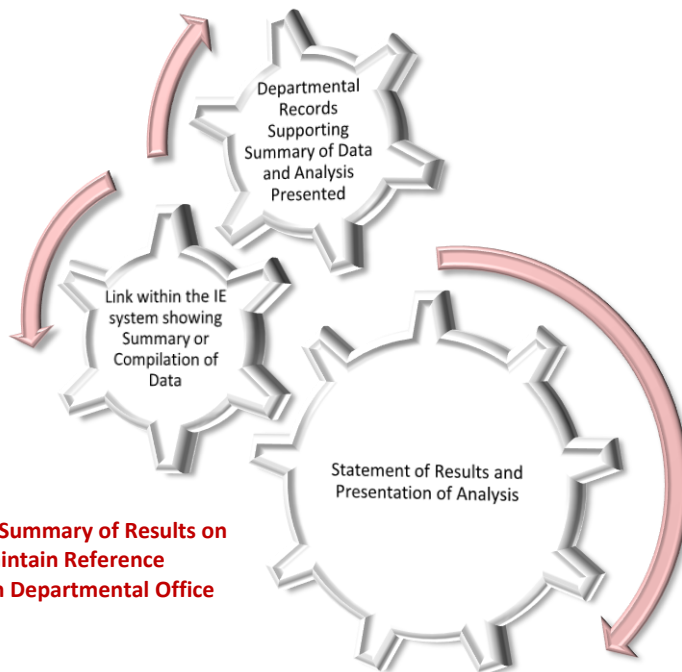 Departmental
Records
Supporting
Summary of Data
and Analysis
Presented
Link within the IE
system showing
Summary or
Compilation of
Data
Statement of Results and
Presentation of Analysis
Summary of Results on
Reference
Departmental Office